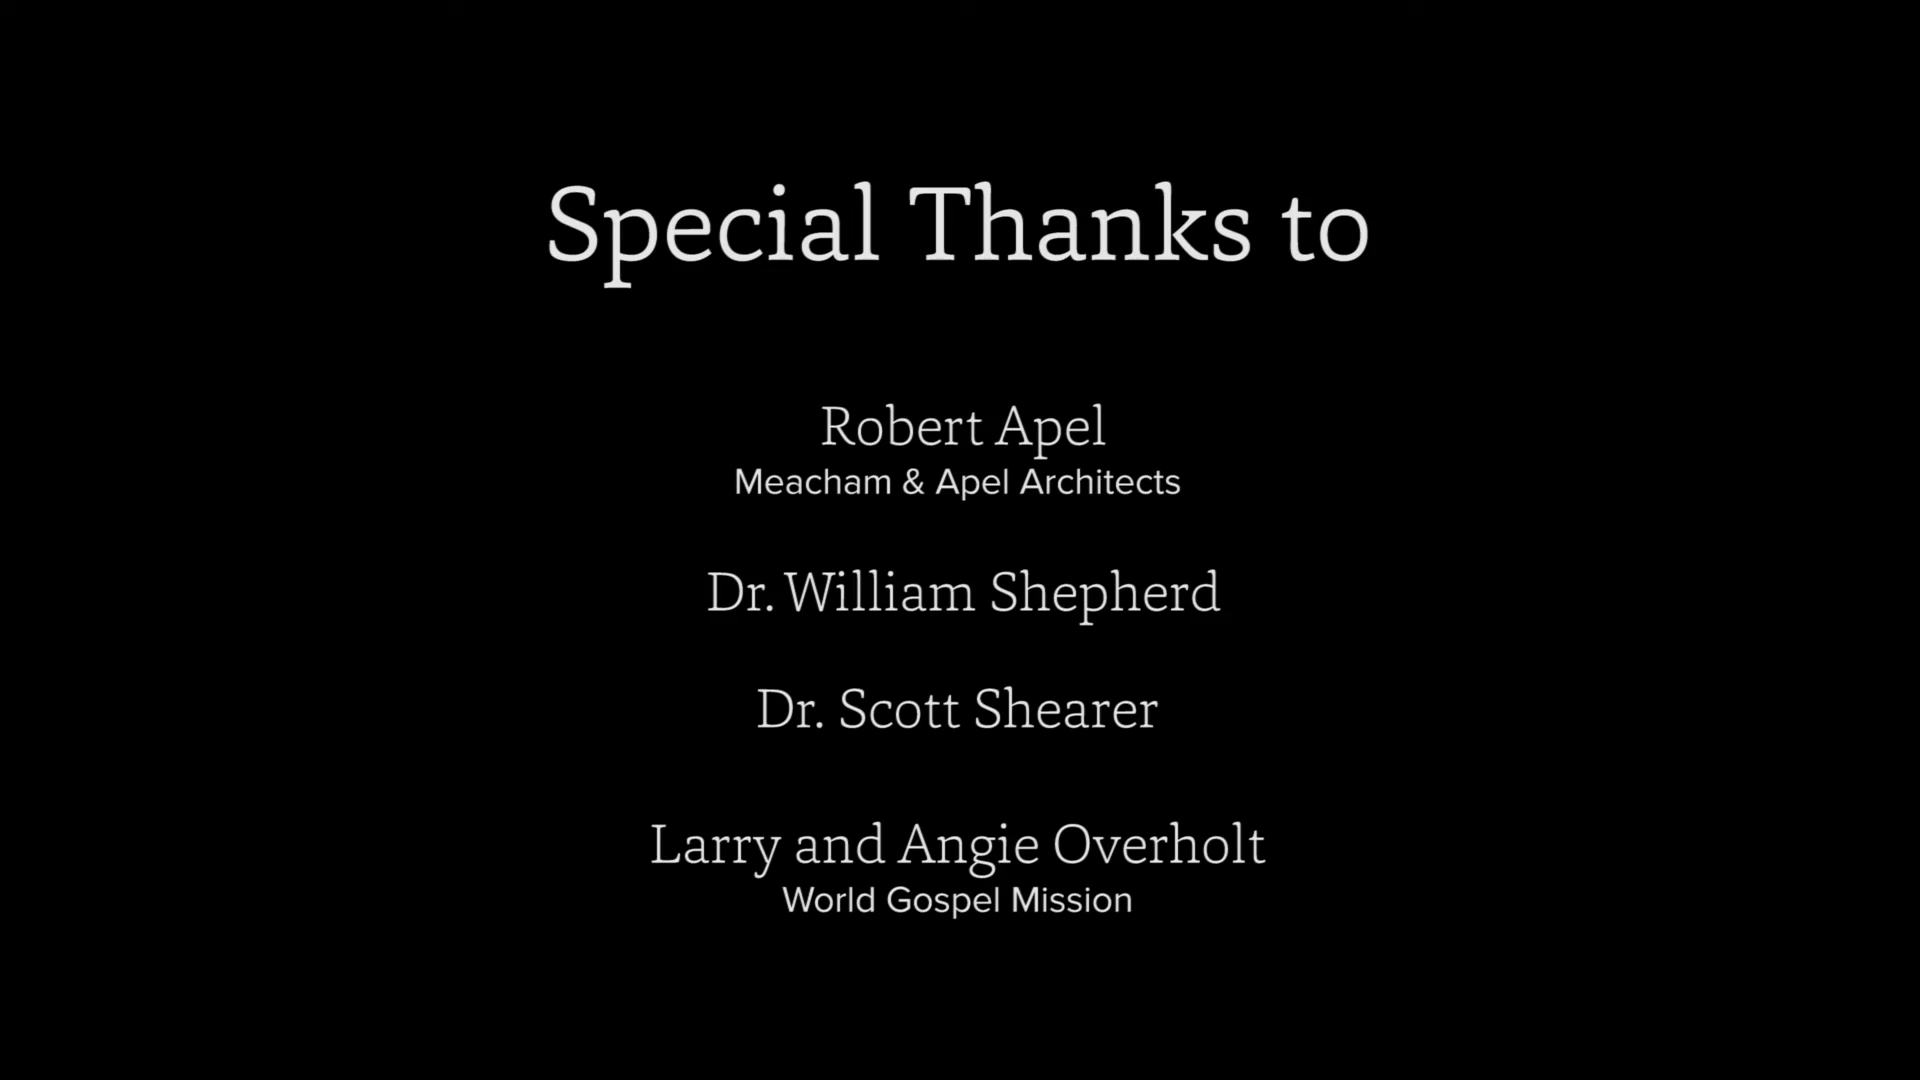 Special Thanks to
Robert Apel
Meacham & Apel Architects
Dr. William Shepherd
Dr. Scott Shearer
Larry and Angie Overholt
World Gospel Mission